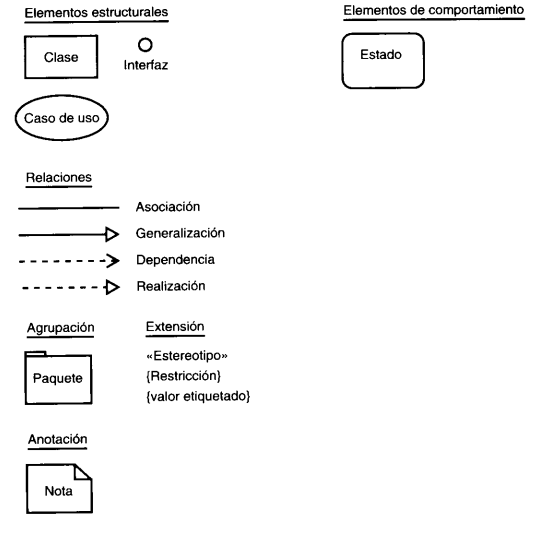 Elementos estructurales
Elementos de comportamiento
Clase
Interfaz
Estado
Caso de uso
Relaciones
Asociación
Generalización
Dependencia
Realización
Agrupación
Extensión
Paquete
«Estereotipo»
{Restricción}
{valor etiquetado}
Anotación
Nota